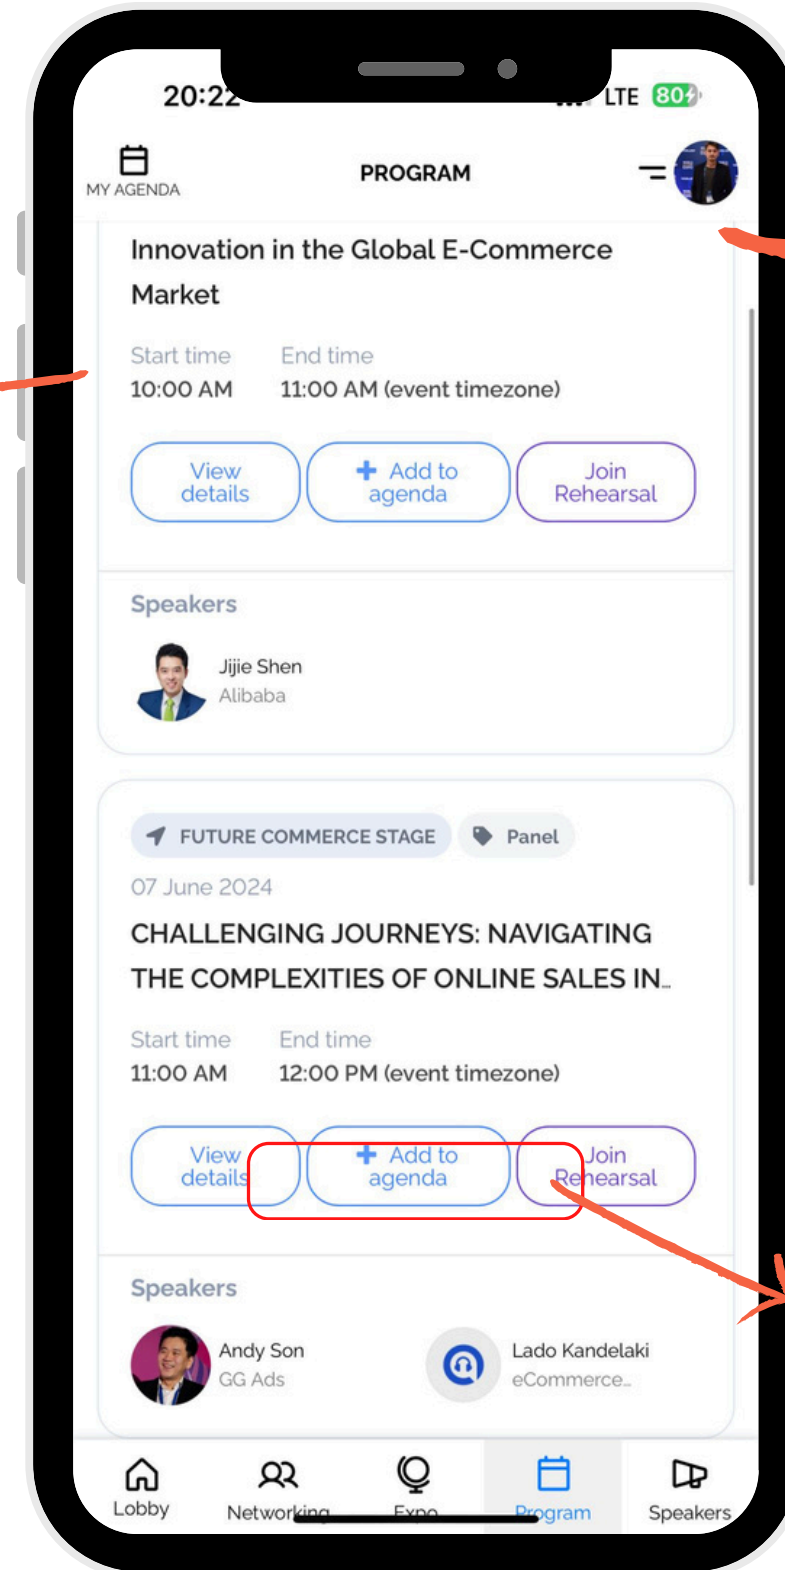 20:22
LTE 80
MY AGENDA
PROGRAM
Innovation in the Global E-Commerce
Market
Start time End time
10:00 AM 11:00 AM (event timezone)
View details
Add to agenda
Join Rehearsal
Speakers
Jijie Shen
Alibaba
FUTURE COMMERCE STAGE Panel
07 June 2024
CHALLENGING JOURNEYS: NAVIGATING
THE COMPLEXITIES OF ONLINE SALES IN...
Start time End time
11:00 AM 12:00 PM (event timezone)
View details
Add to agenda
Join Rehearsal
Speakers
Andy Son
GG Ads
Lado Kandelaki
eCommerce...
Lobby Networking Expo Program Speakers